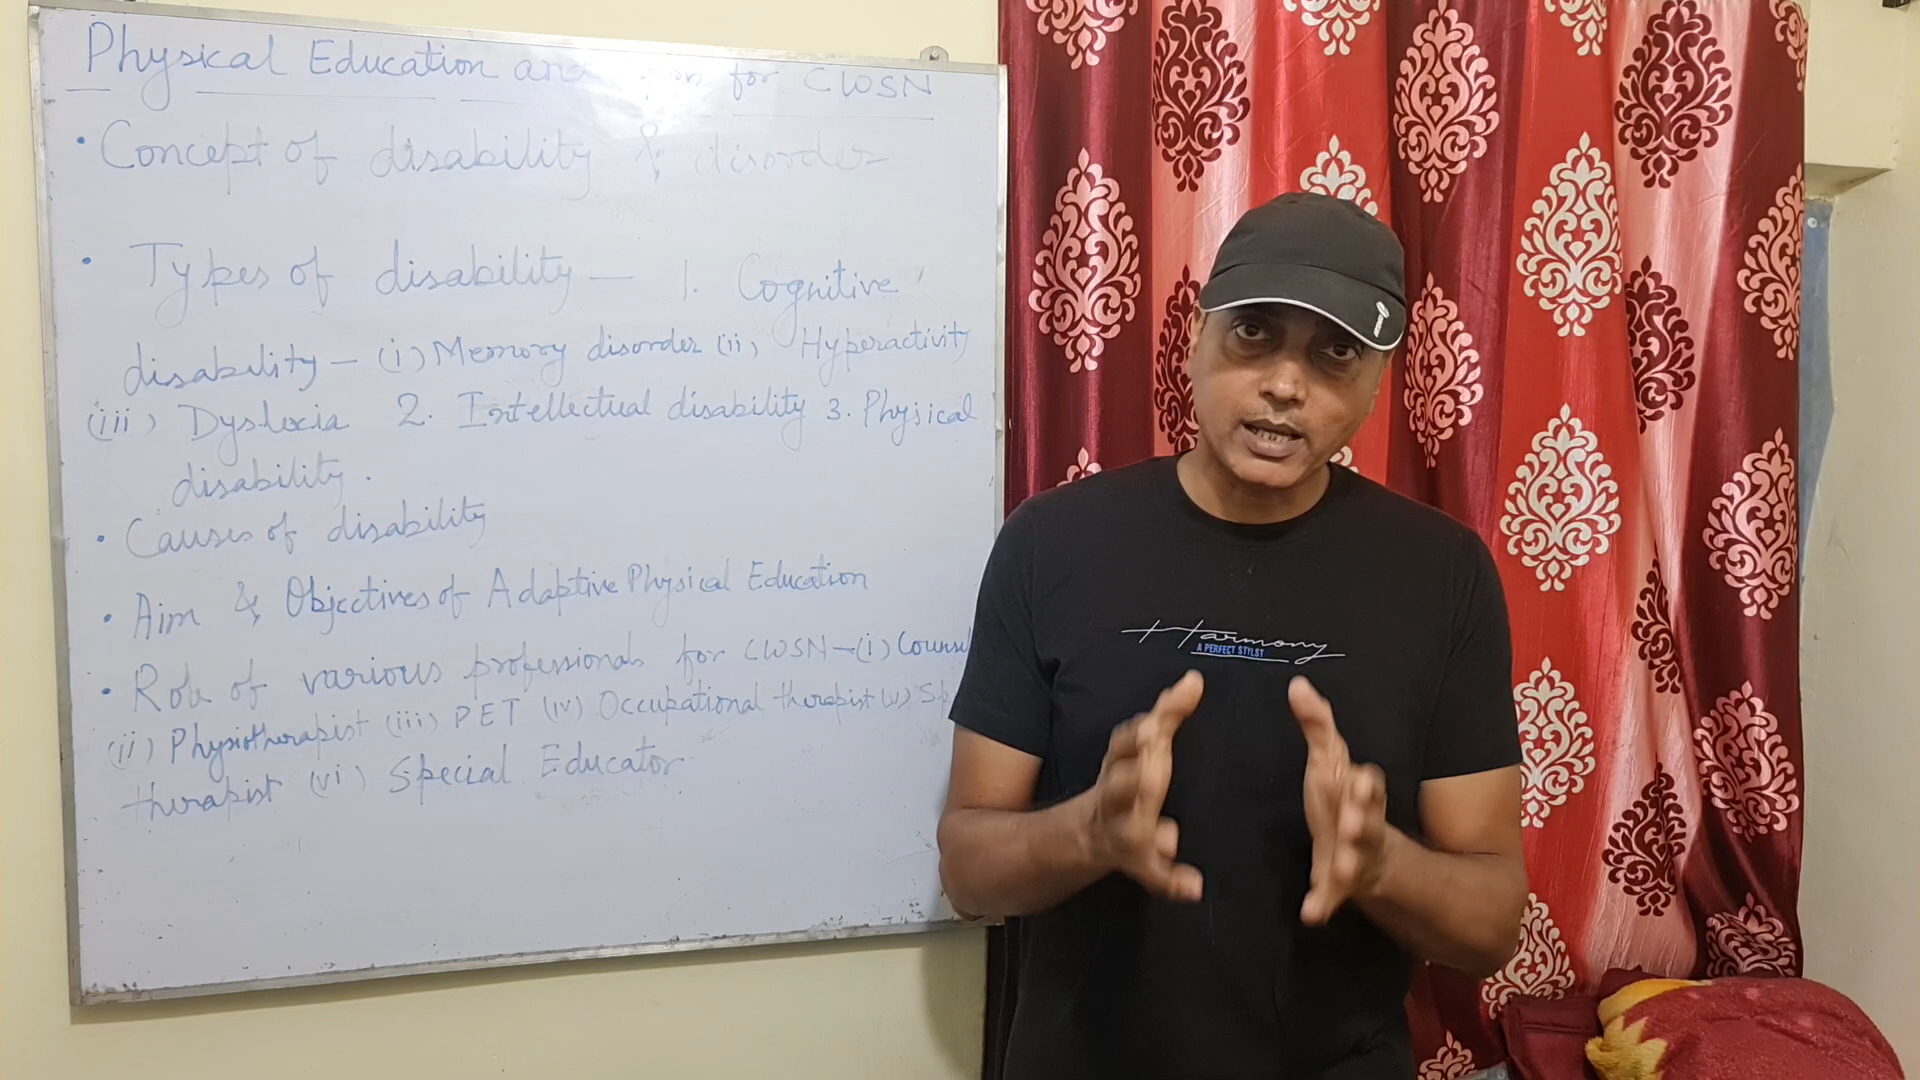 Physical Education and for CWSN
• Concept of disability & disorder
• Types of disability — 1. Cognitive
disability — (i) Memory disorder (ii) Hyperactivity
(iii) Dyslexia 2. Intellectual disability 3. Physical
disability.
• Causes of disability
• Aim & Objectives of Adaptive Physical Education
• Role of various professionals for CWSN — (i) Couns
(ii) Physiotherapist (iii) PET (iv) Occupational therapist (v) Sp
therapist (vi) Special Educator
Harmony
A PERFECT STYLST